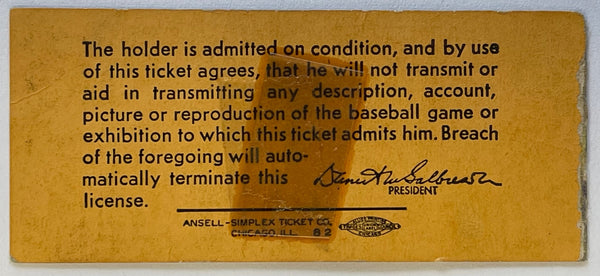 The holder is admitted on condition, and by use
of this ticket agrees, that he will not transmit or
aid in transmitting any description, account,
picture or reproduction of the baseball game or
exhibition to which this ticket admits him. Breach
of the foregoing will auto-
matically terminate this
license.
Daniel M Galbreath
PRESIDENT
ANSELL-SIMPLEX TICKET CO.
CHICAGO, ILL. 82